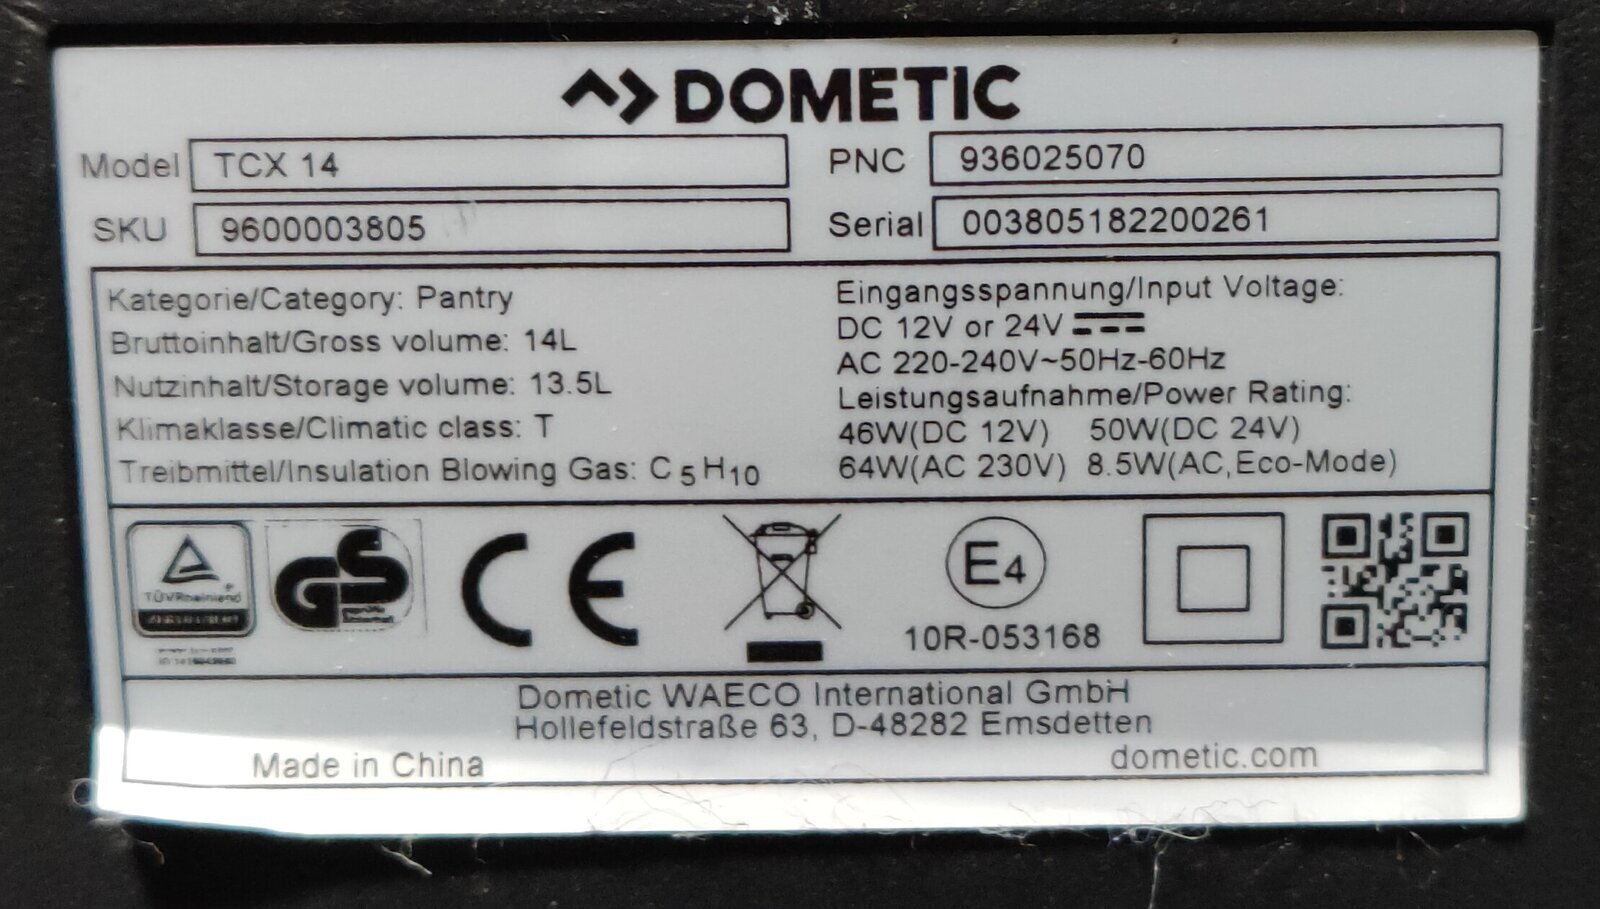 DOMETIC
Model TCX 14 PNC 936025070
SKU 9600003805 Serial 003805182200261
Kategorie/Category: Pantry
Bruttoinhalt/Gross volume: 14L
Nutzinhalt/Storage volume: 13.5L
Klimaklasse/Climatic class: T
Treibmittel/Insulation Blowing Gas: C5H10
Eingangsspannung/Input Voltage:
DC 12V or 24V
AC 220-240V~50Hz-60Hz
Leistungsaufnahme/Power Rating:
46W(DC 12V) 50W(DC 24V)
64W(AC 230V) 8.5W(AC,Eco-Mode)
TÜVRheinland
GS
geprüfte
Sicherheit
CE
E4
10R-053168
Dometic WAECO International GmbH
Hollefeldstraße 63, D-48282 Emsdetten
Made in China dometic.com